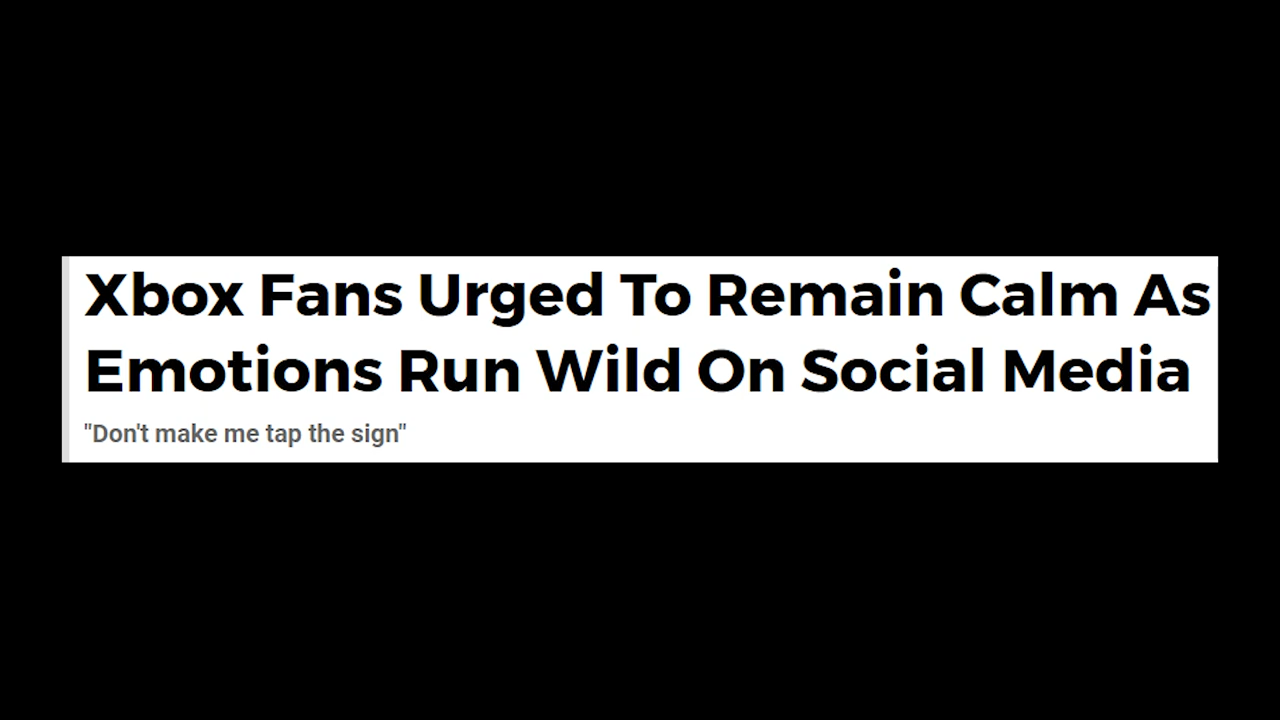 Xbox Fans Urged To Remain Calm As
Emotions Run Wild On Social Media
"Don't make me tap the sign"